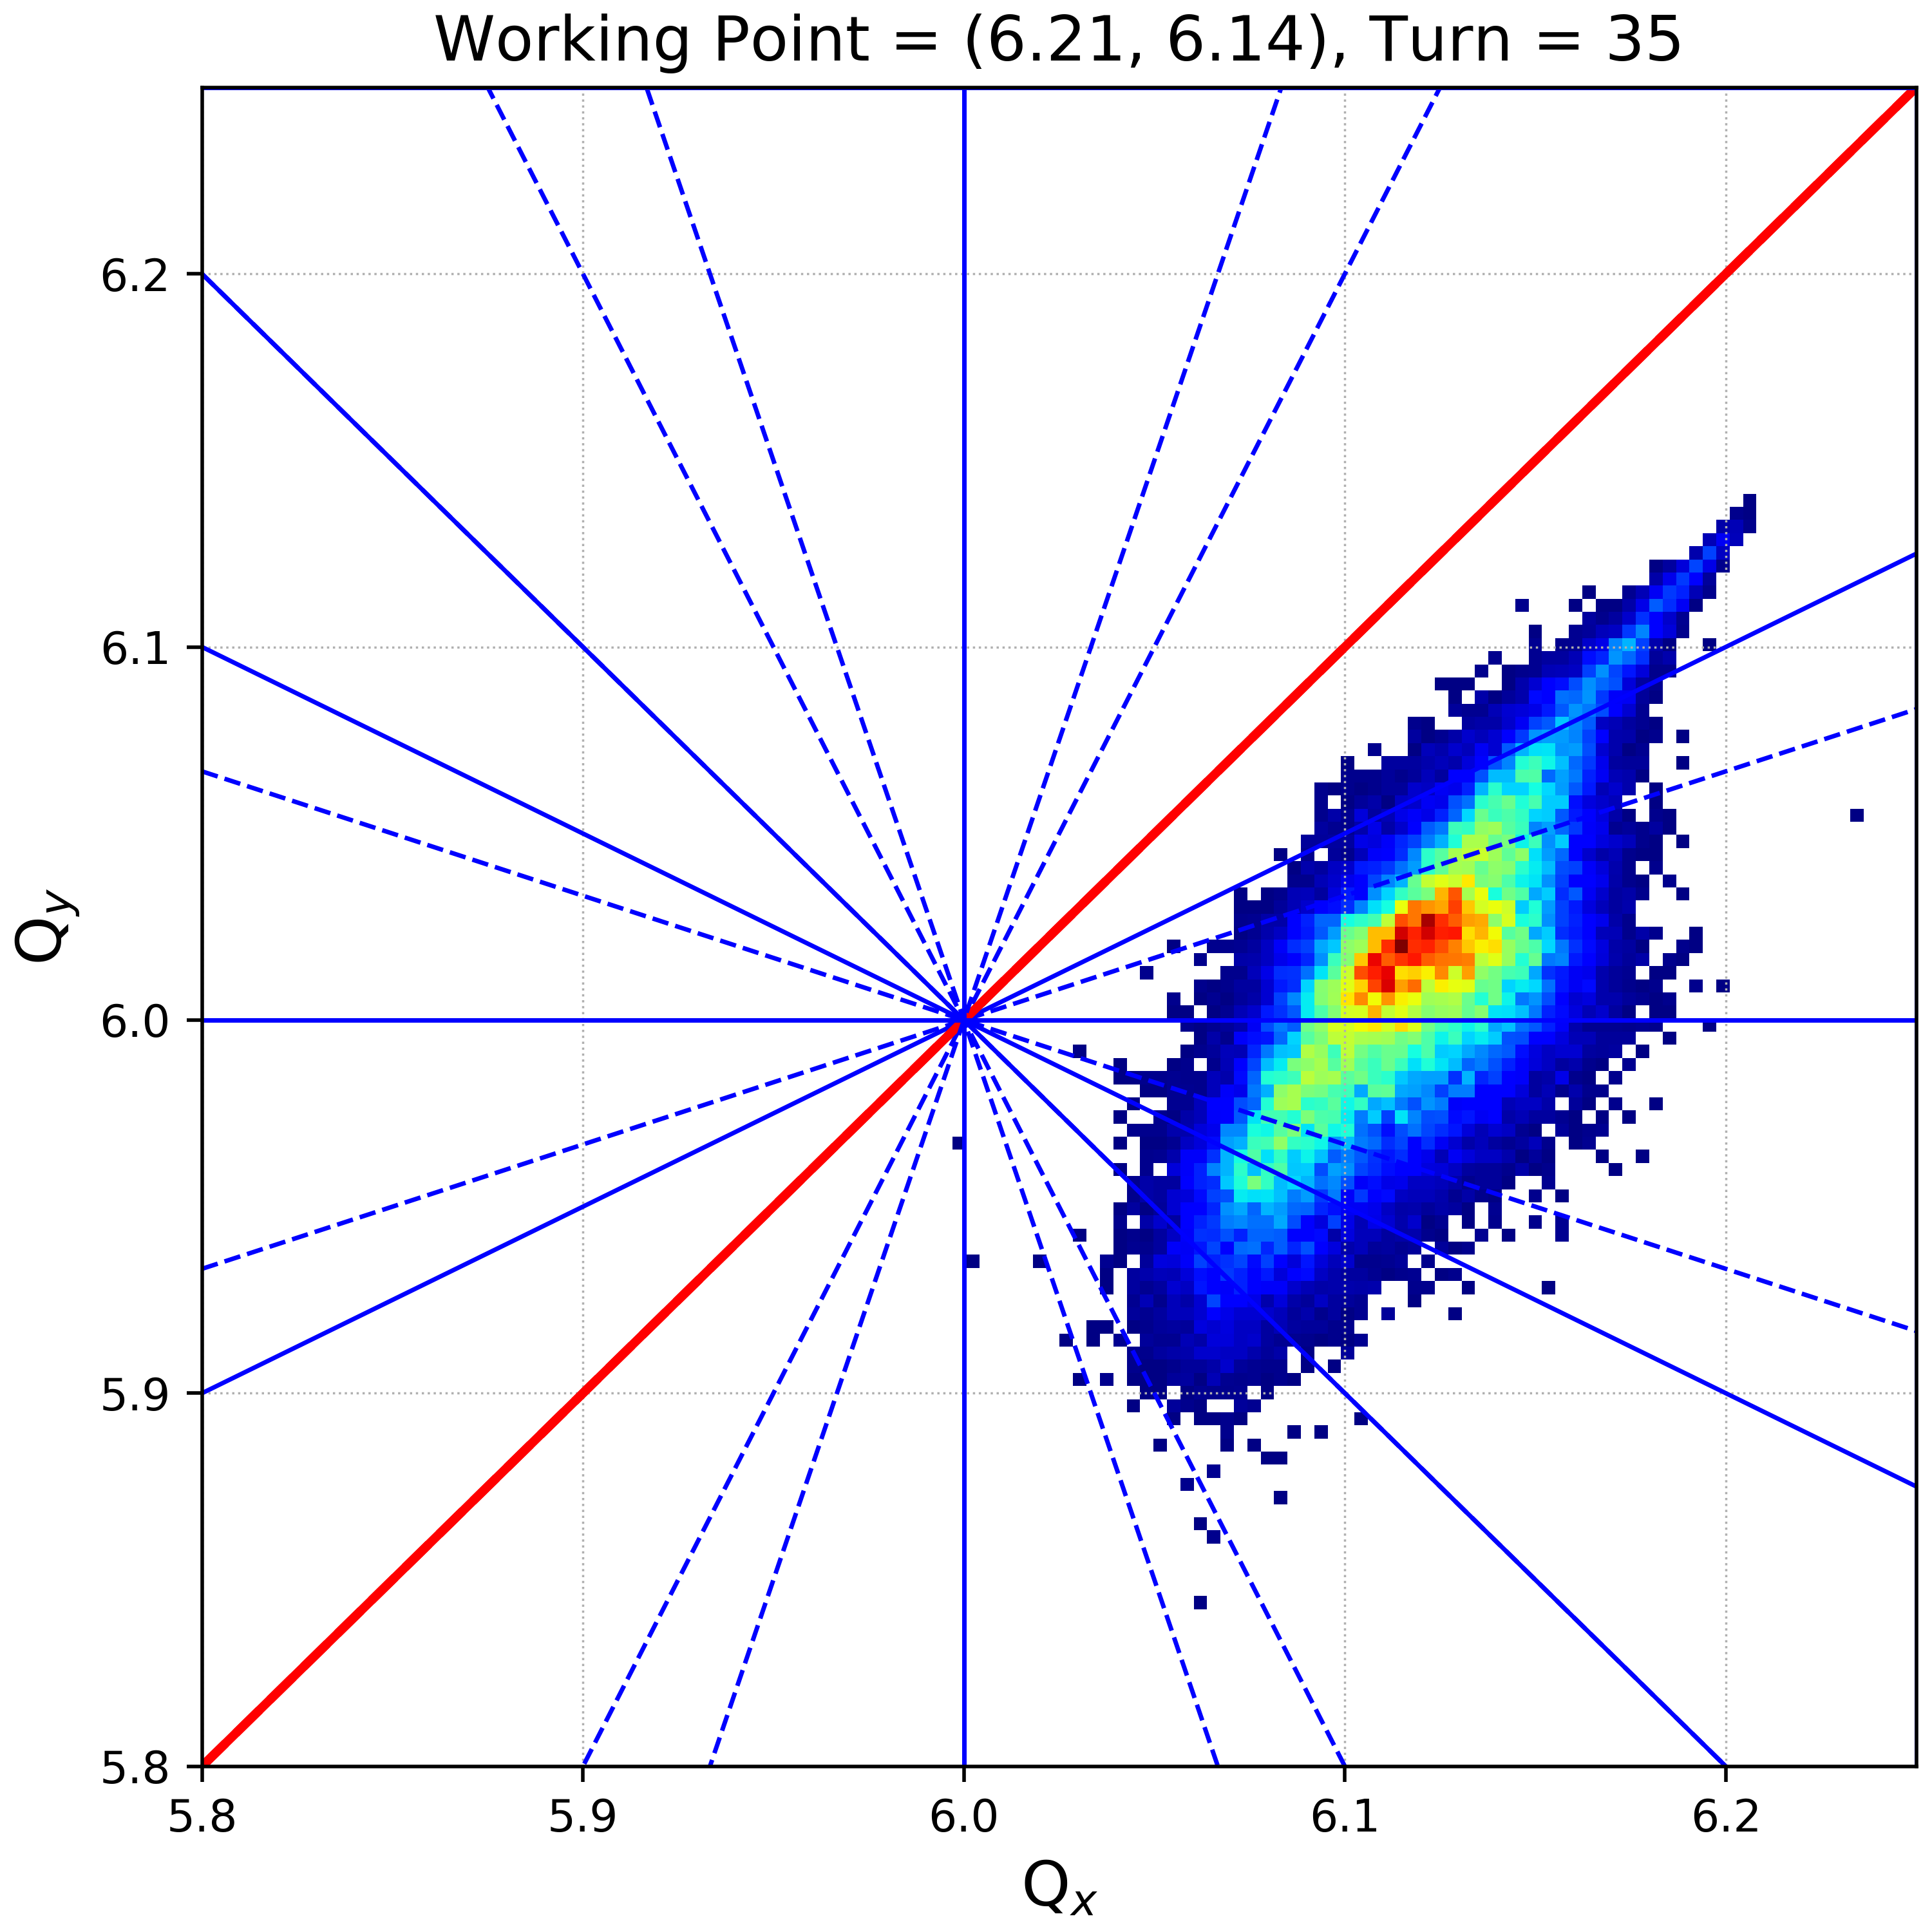 Working Point = (6.21, 6.14), Turn = 35
6.2
6.1
6.0
5.9
5.8
Qy
5.8 5.9 6.0 6.1 6.2
Qx